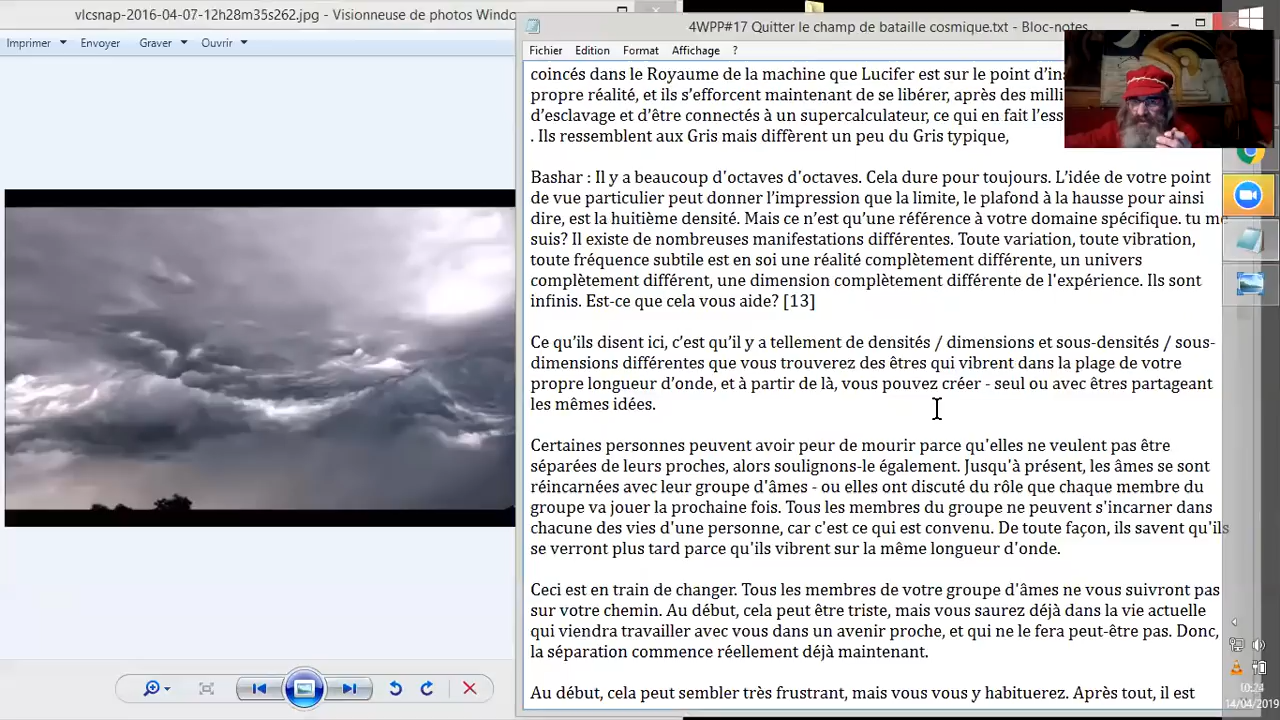 vlcsnap-2016-04-07-12h28m35s262.jpg - Visionneuse de photos Windo
Imprimer Envoyer Graver Ouvrir
4WPP#17 Quitter le champ de bataille cosmique.txt - Bloc-notes
Fichier Edition Format Affichage ?
coincés dans le Royaume de la machine que Lucifer est sur le point
propre réalité, et ils s’efforcent maintenant de se libérer, après des
d’esclavage et d’être connectés à un supercalculateur, ce qui en fait
. Ils ressemblent aux Gris mais diffèrent un peu du Gris typique,
Bashar : Il y a beaucoup d'octaves d'octaves. Cela dure pour toujours. L’idée de votre point
de vue particulier peut donner l’impression que la limite, le plafond à la hausse pour ainsi
dire, est la huitième densité. Mais ce n’est qu’une référence à votre domaine spécifique. tu me
suis? Il existe de nombreuses manifestations différentes. Toute variation, toute vibration,
toute fréquence subtile est en soi une réalité complètement différente, un univers
complètement différent, une dimension complètement différente de l'expérience. Ils sont
infinis. Est-ce que cela vous aide? [13]
Ce qu’ils disent ici, c’est qu’il y a tellement de densités / dimensions et sous-densités / sous-
dimensions différentes que vous trouverez des êtres qui vibrent dans la plage de votre
propre longueur d’onde, et à partir de là, vous pouvez créer - seul ou avec êtres partageant
les mêmes idées.
Certaines personnes peuvent avoir peur de mourir parce qu'elles ne veulent pas être
séparées de leurs proches, alors soulignons-le également. Jusqu'à présent, les âmes se sont
réincarnées avec leur groupe d'âmes - ou elles ont discuté du rôle que chaque membre du
groupe va jouer la prochaine fois. Tous les membres du groupe ne peuvent s'incarner dans
chacune des vies d'une personne, car c'est ce qui est convenu. De toute façon, ils savent qu'ils
se verront plus tard parce qu'ils vibrent sur la même longueur d'onde.
Ceci est en train de changer. Tous les membres de votre groupe d'âmes ne vous suivront pas
sur votre chemin. Au début, cela peut être triste, mais vous saurez déjà dans la vie actuelle
qui viendra travailler avec vous dans un avenir proche, et qui ne le fera peut-être pas. Donc,
la séparation commence réellement déjà maintenant.
Au début, cela peut sembler très frustrant, mais vous vous y habituerez. Après tout, il est
10:24
14/04/2019